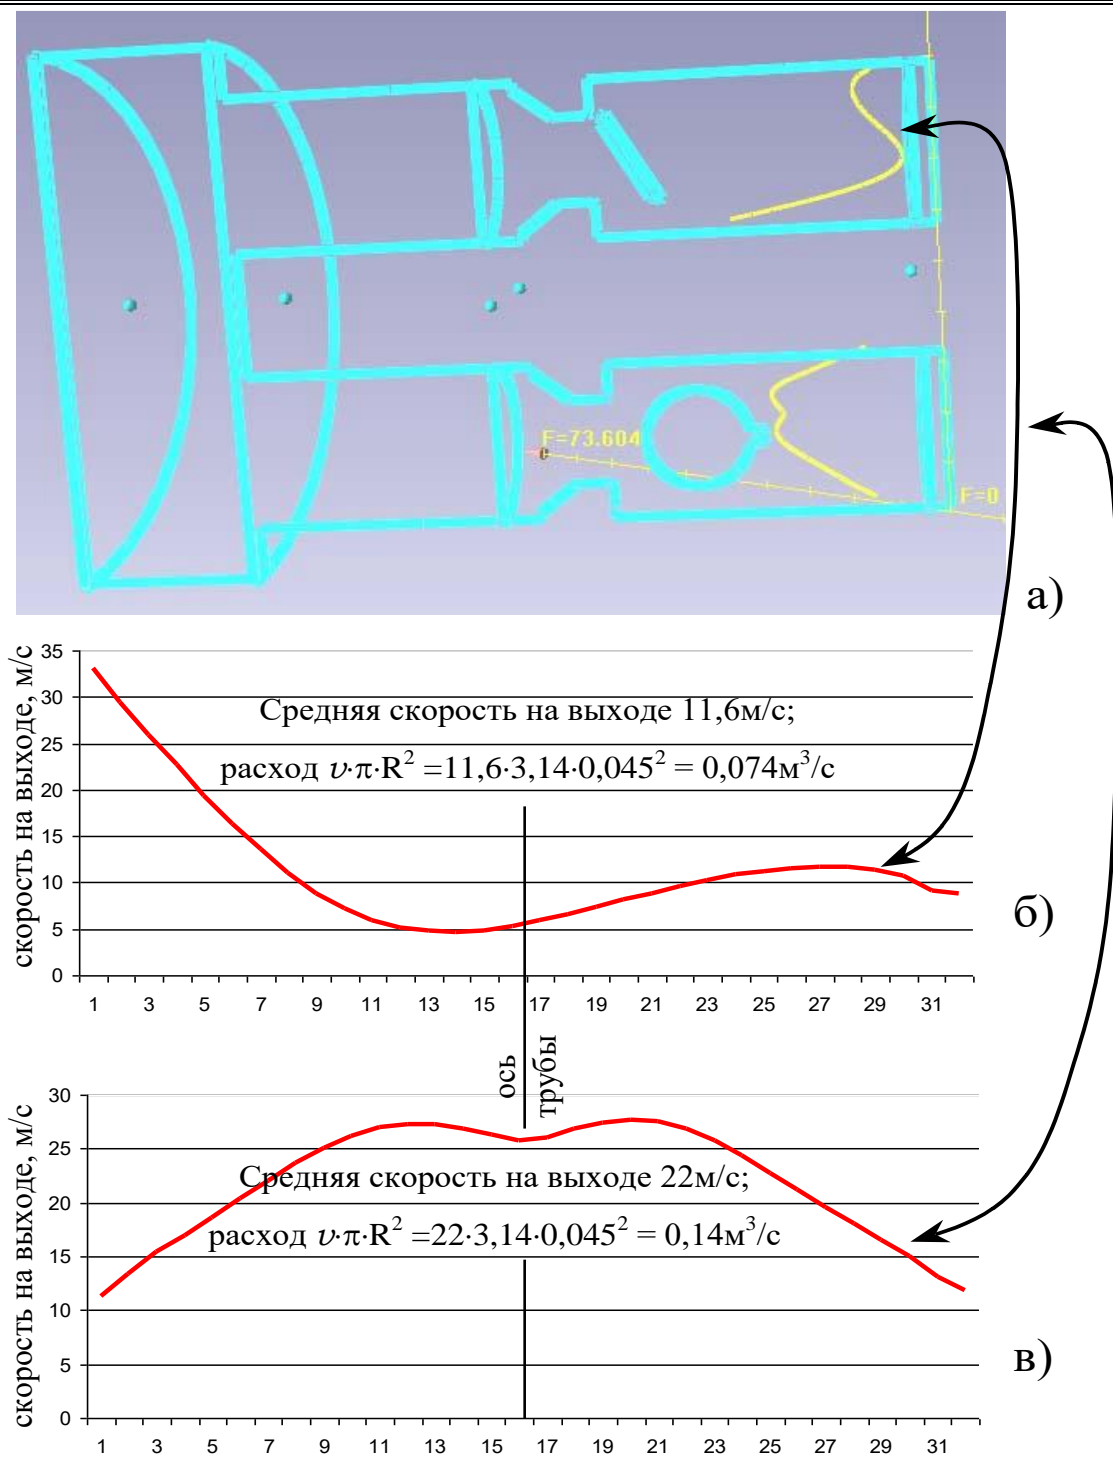 F=73.604
F=0
а)
скорость на выходе, м/с
35
30
25
20
15
10
5
0
Средняя скорость на выходе 11,6м/с;
расход υ·π·R² =11,6·3,14·0,045² = 0,074м³/с
1 3 5 7 9 11 13 15 17 19 21 23 25 27 29 31
б)
ось
трубы
скорость на выходе, м/с
30
25
20
15
10
5
0
Средняя скорость на выходе 22м/с;
расход υ·π·R² =22·3,14·0,045² = 0,14м³/с
1 3 5 7 9 11 13 15 17 19 21 23 25 27 29 31
в)